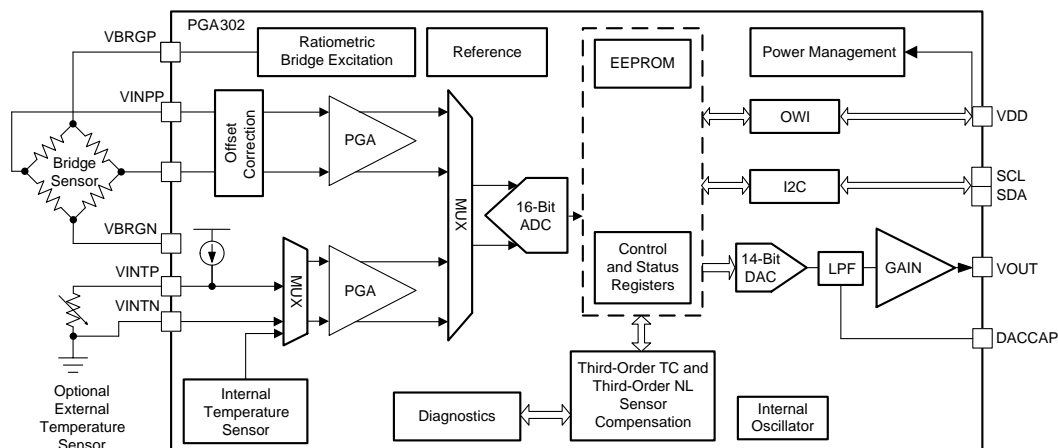 PGA302
VBRGP
Ratiometric
Bridge Excitation
Reference
EEPROM
Power Management
VINPP
Offset
Correction
PGA
MUX
OWI
VDD
Bridge
Sensor
16-Bit
ADC
I2C
SCL
SDA
VBRGN
VINTP
MUX
PGA
Control
and Status
Registers
14-Bit
DAC
LPF
GAIN
VOUT
VINTN
DACCAP
Optional
External
Temperature
Sensor
Internal
Temperature
Sensor
Diagnostics
Third-Order TC and
Third-Order NL
Sensor
Compensation
Internal
Oscillator